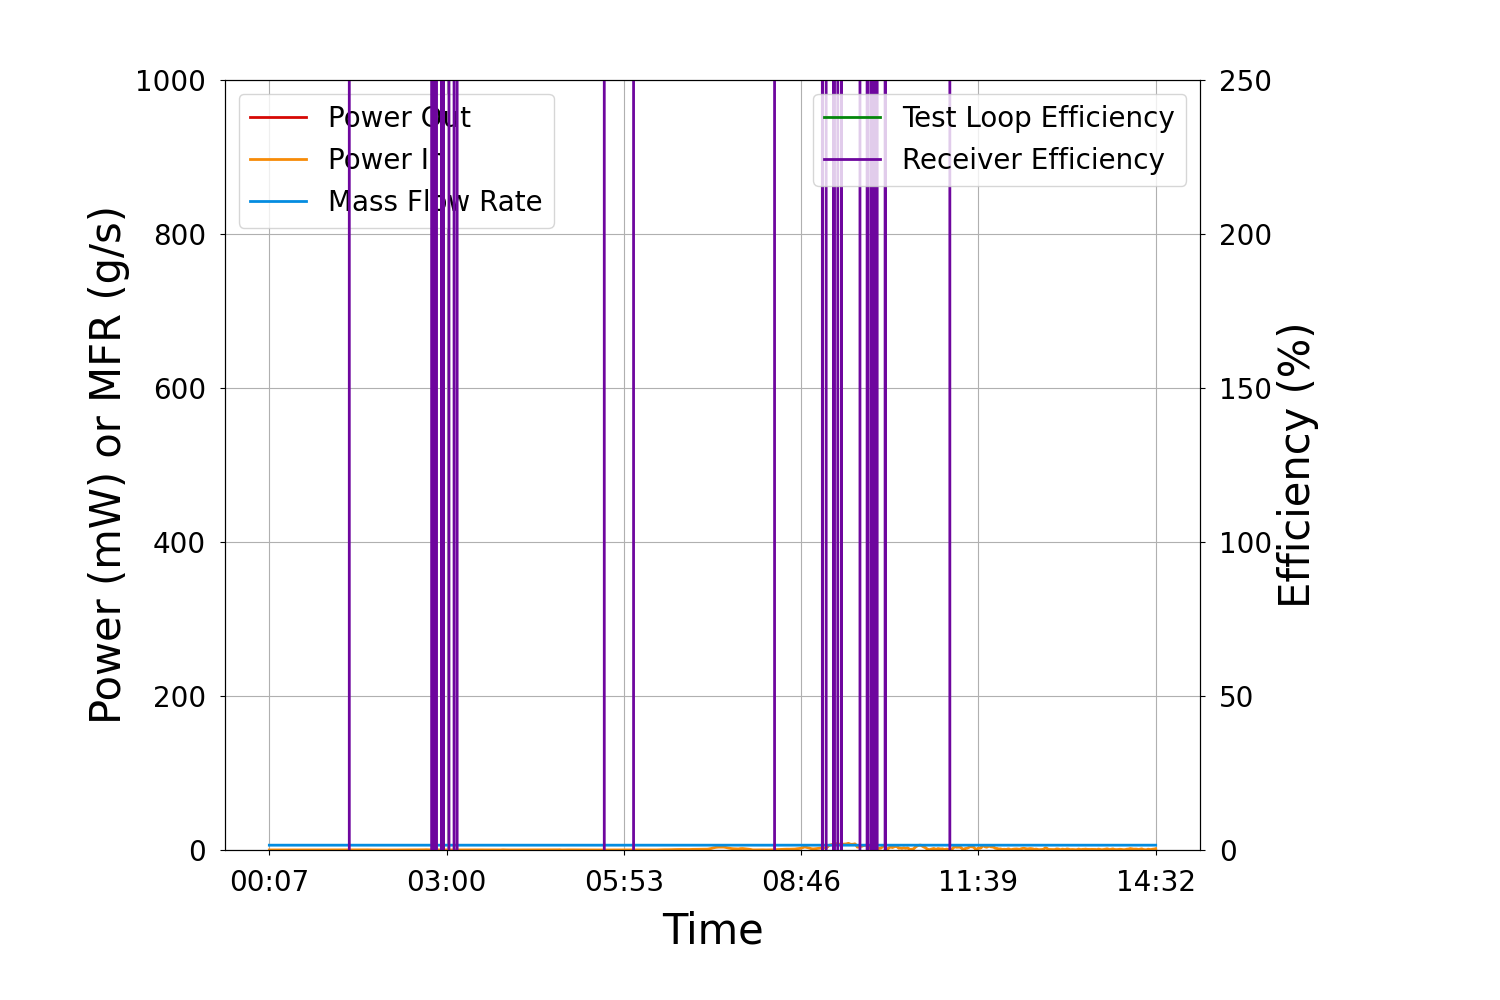 1000
800
600
400
200
0
Power (mW) or MFR (g/s)
Power Out
Power In
Mass Flow Rate
Test Loop Efficiency
Receiver Efficiency
250
200
150
100
50
0
Efficiency (%)
00:07 03:00 05:53 08:46 11:39 14:32
Time